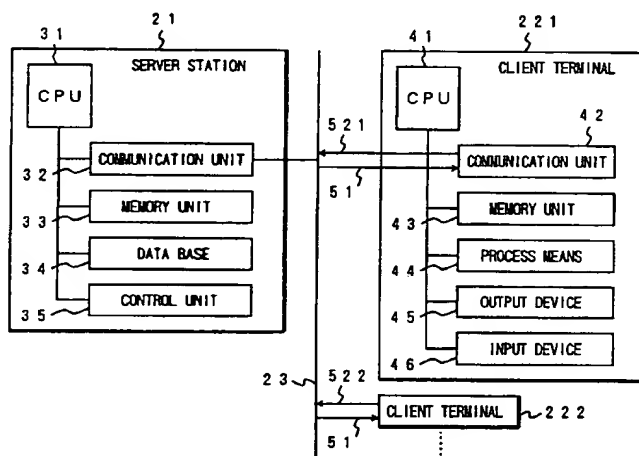 21
31
SERVER STATION
CPU
COMMUNICATION UNIT
32
MEMORY UNIT
33
DATA BASE
34
CONTROL UNIT
35
23
221
41
CLIENT TERMINAL
CPU
42
521
COMMUNICATION UNIT
51
MEMORY UNIT
43
PROCESS MEANS
44
OUTPUT DEVICE
45
INPUT DEVICE
46
522
CLIENT TERMINAL
222
51